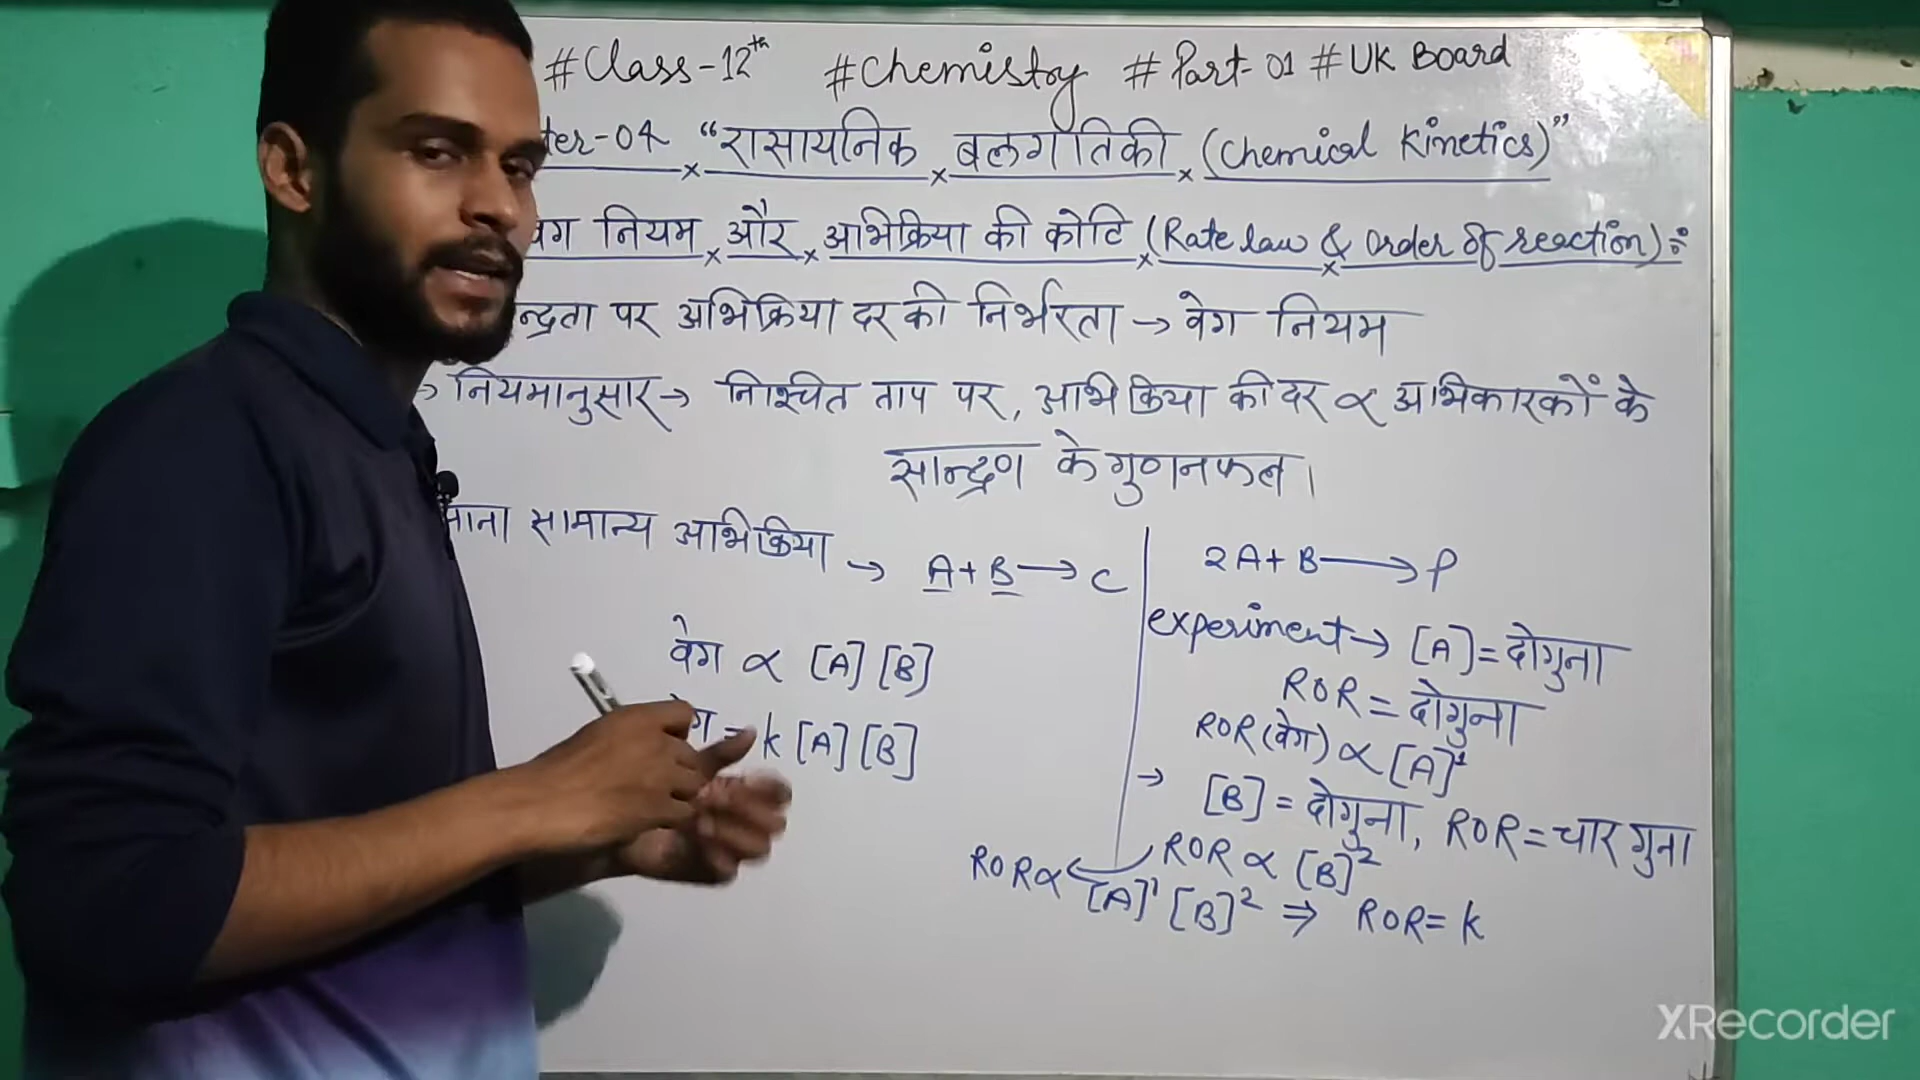 #Class-12th #Chemistry #Part-01 #UK Board
ter-04 "रासायनिक बलगतिकी (Chemical Kinetics)"
वेग नियम और अभिक्रिया की कोटि (Rate law & Order of reaction):
न्द्रता पर अभिक्रिया दर की निर्भरता → वेग नियम
→ नियमानुसार → निश्चित ताप पर, अभिक्रिया की दर ∝ अभिकारकों के
सान्द्रण के गुणनफल।
माना सामान्य अभिक्रिया → A + B → C
वेग ∝ [A] [B]
वेग = k [A] [B]
2A + B → P
experiment → [A] = दोगुना
ROR = दोगुना
ROR (वेग) ∝ [A]¹
→ [B] = दोगुना, ROR = चार गुना
ROR ∝ [B]²
ROR ∝ [A]¹ [B]² ⇒ ROR = k
XRecorder